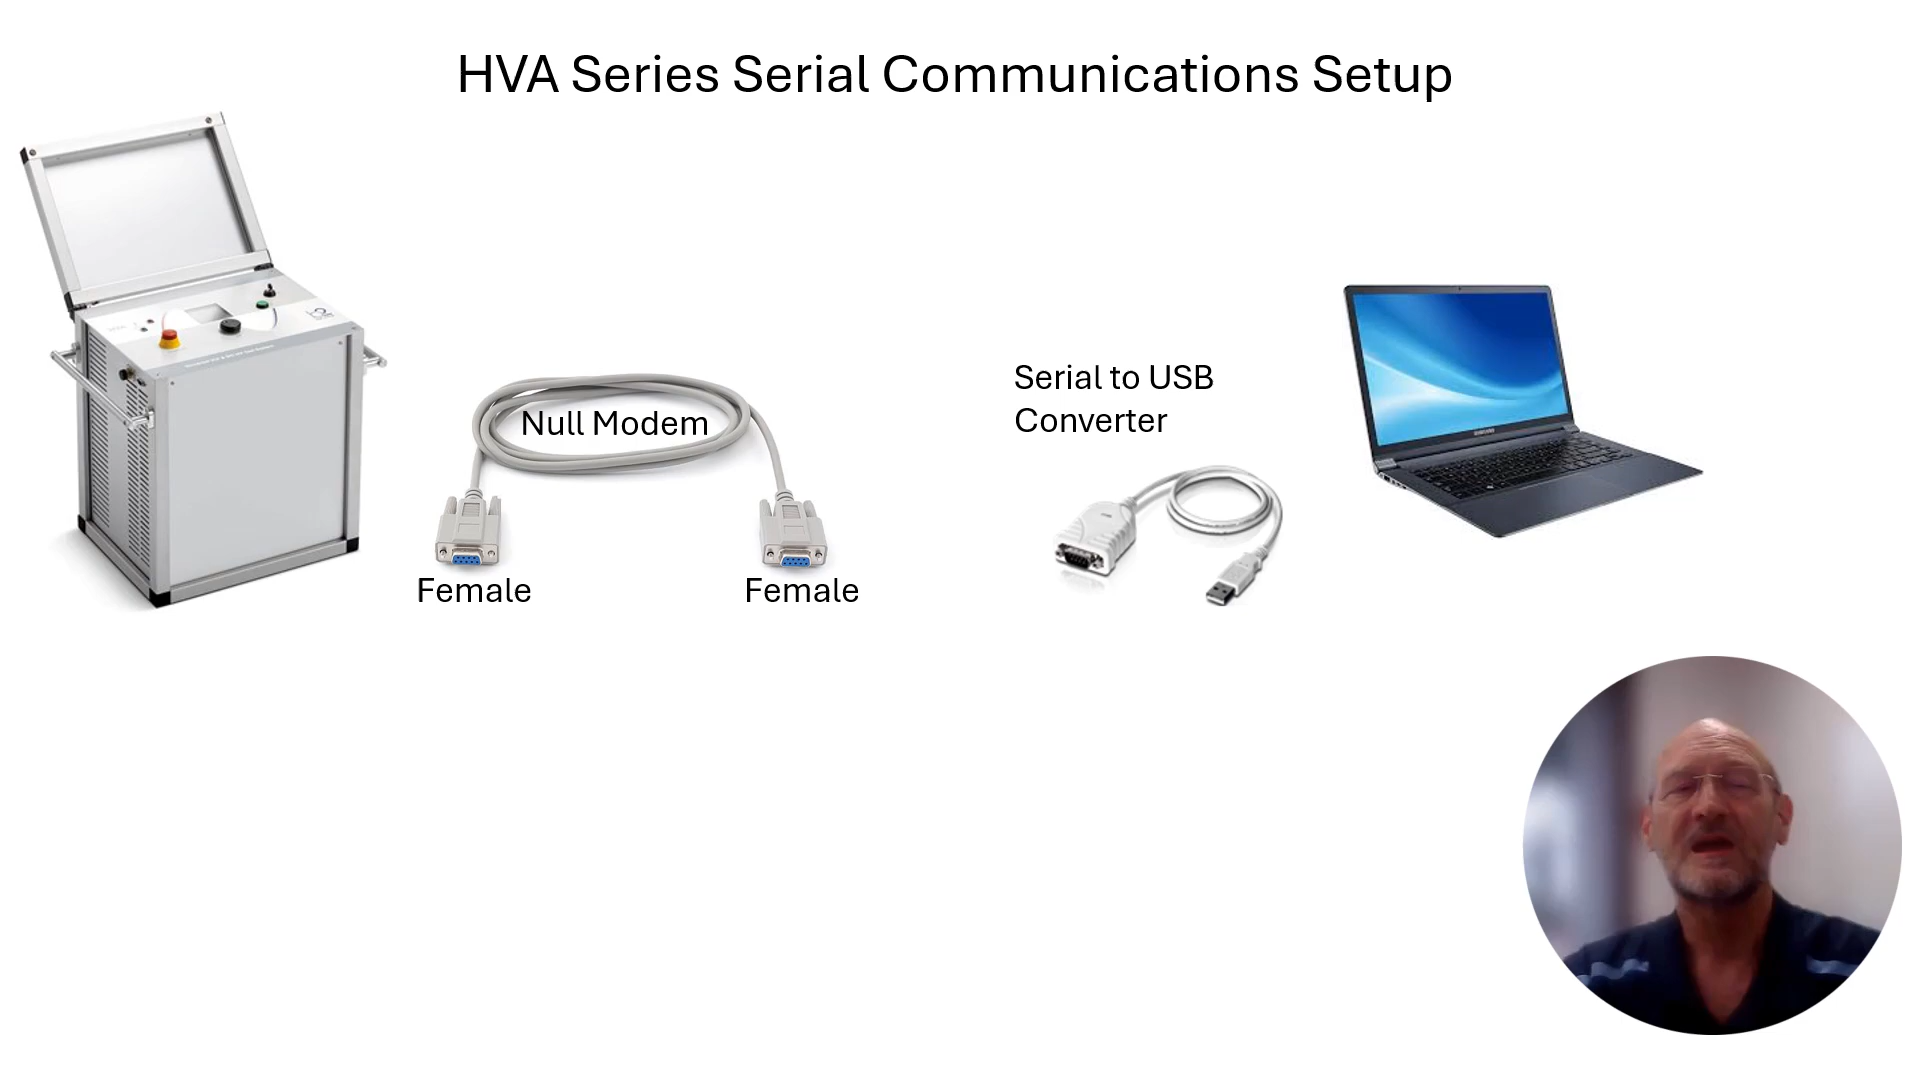 HVA Series Serial Communications Setup
Null Modem
Female
Female
Serial to USB
Converter